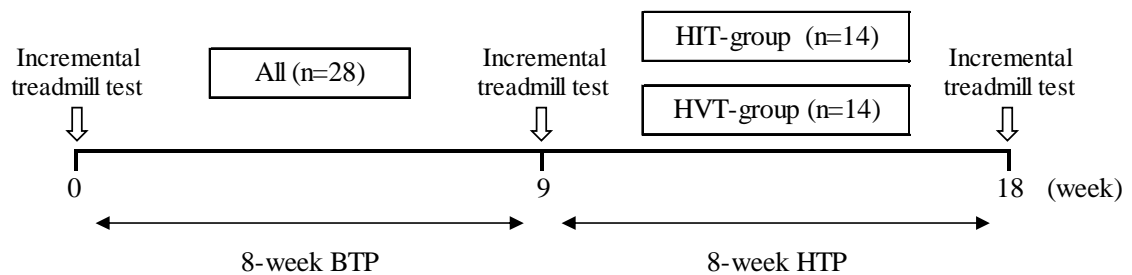 Incremental
treadmill test
All (n=28)
Incremental
treadmill test
HIT-group (n=14)
HVT-group (n=14)
Incremental
treadmill test
0
9
18 (week)
8-week BTP
8-week HTP